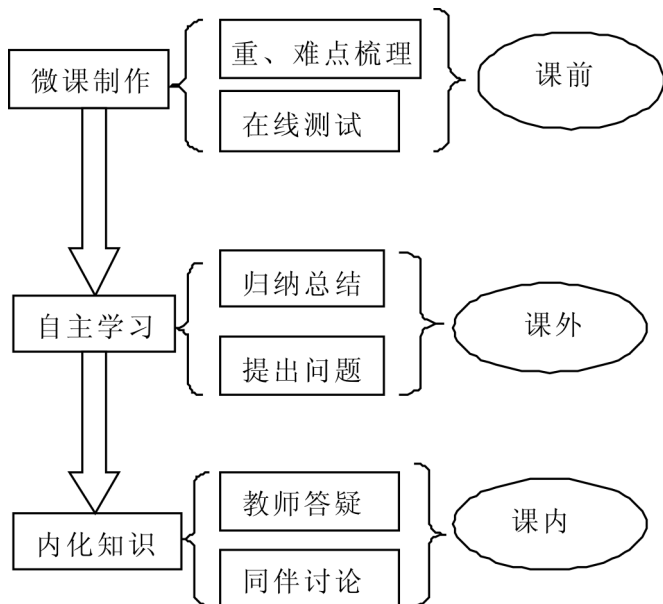 重、难点梳理
微课制作
课前
在线测试
归纳总结
自主学习
课外
提出问题
教师答疑
内化知识
课内
同伴讨论